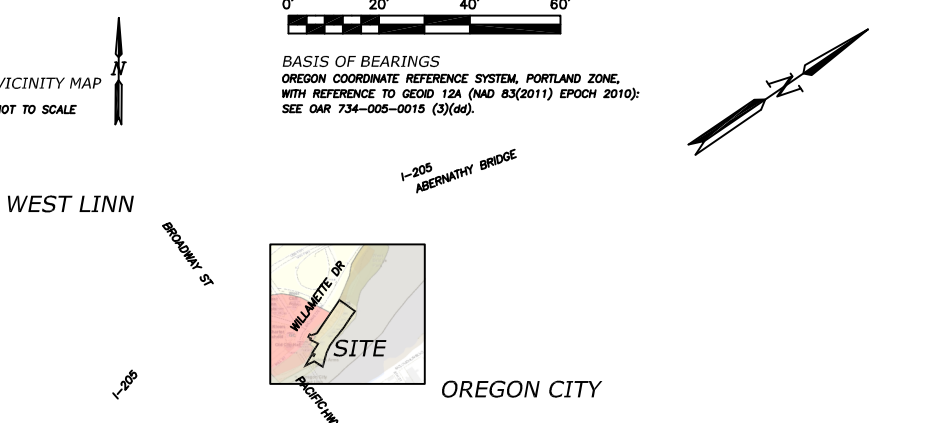 0' 20' 40' 60'
BASIS OF BEARINGS
OREGON COORDINATE REFERENCE SYSTEM, PORTLAND ZONE,
WITH REFERENCE TO GEOID 12A (NAD 83(2011) EPOCH 2010):
SEE OAR 734-005-0015 (3)(dd).
N
VICINITY MAP
NOT TO SCALE
N
I-205
ABERNATHY BRIDGE
WEST LINN
BROADWAY ST
WILLAMETTE DR
SITE
I-205
PACIFIC HWY
OREGON CITY